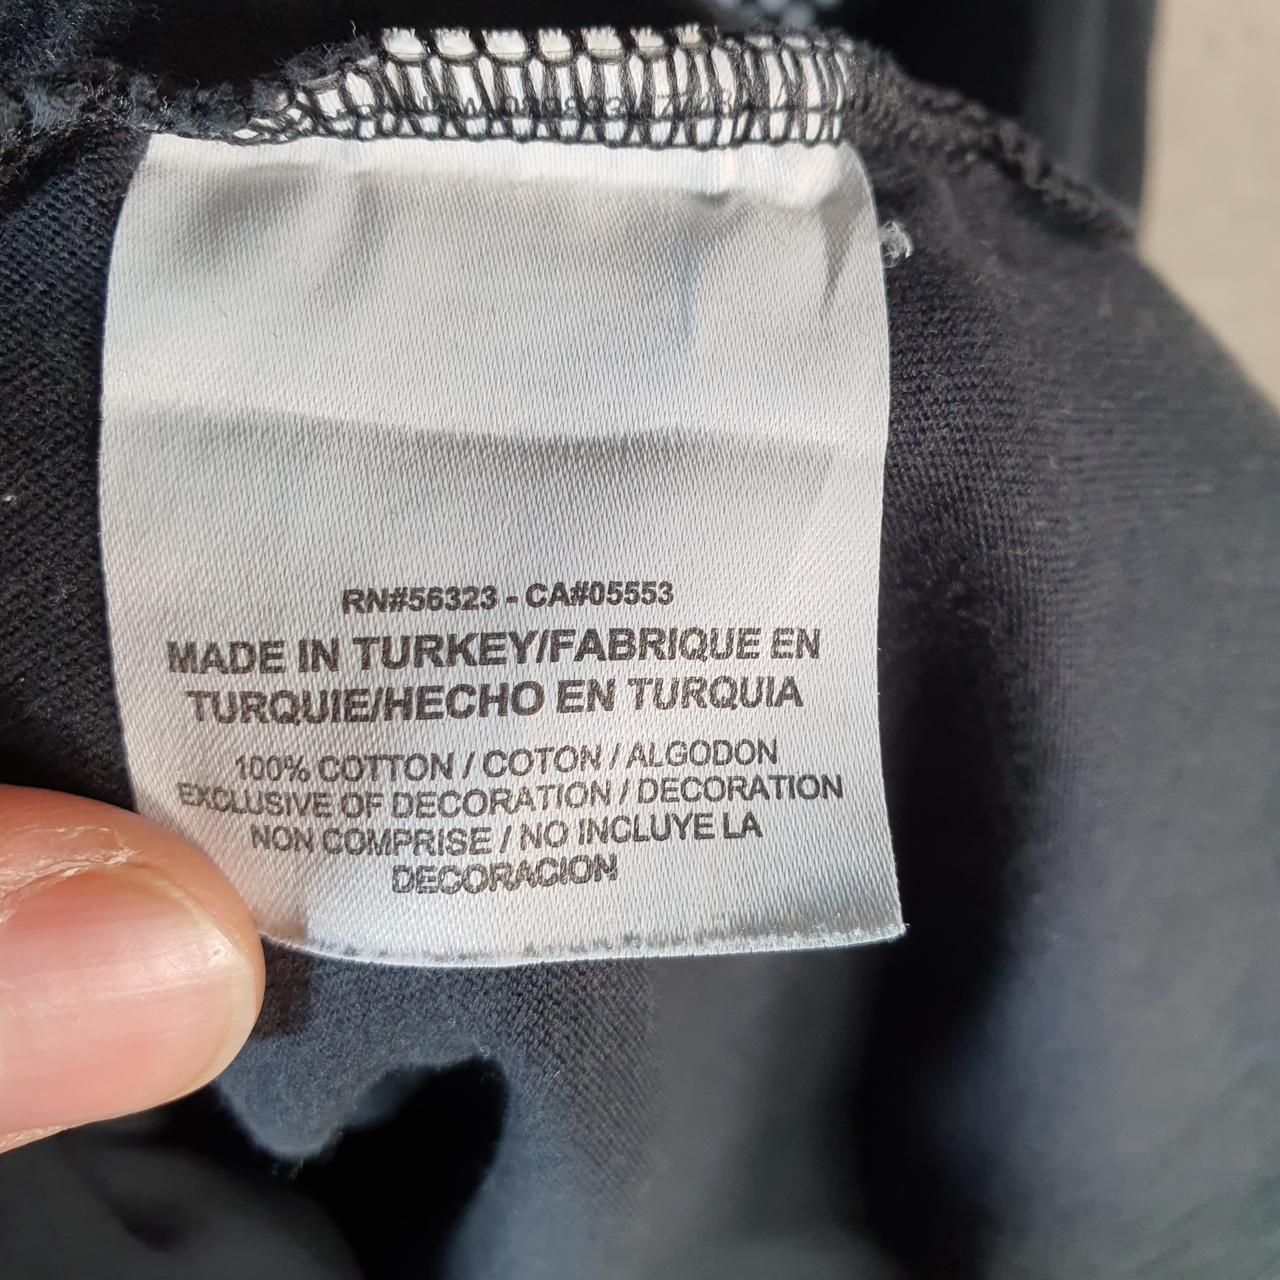 RN#56323 - CA#05553
MADE IN TURKEY/FABRIQUE EN
TURQUIE/HECHO EN TURQUIA
100% COTTON / COTON / ALGODON
EXCLUSIVE OF DECORATION / DECORATION
NON COMPRISE / NO INCLUYE LA
DECORACION